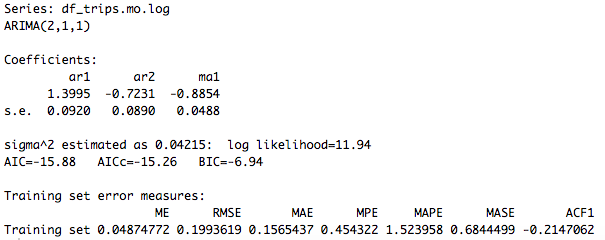 Series: df_trips.mo.log
ARIMA(2,1,1)
Coefficients:
ar1 ar2 ma1
1.3995 -0.7231 -0.8854
s.e. 0.0920 0.0890 0.0488
sigma^2 estimated as 0.04215: log likelihood=11.94
AIC=-15.88 AICc=-15.26 BIC=-6.94
Training set error measures:
ME RMSE MAE MPE MAPE MASE ACF1
Training set 0.04874772 0.1993619 0.1565437 0.454322 1.523958 0.6844499 -0.2147062